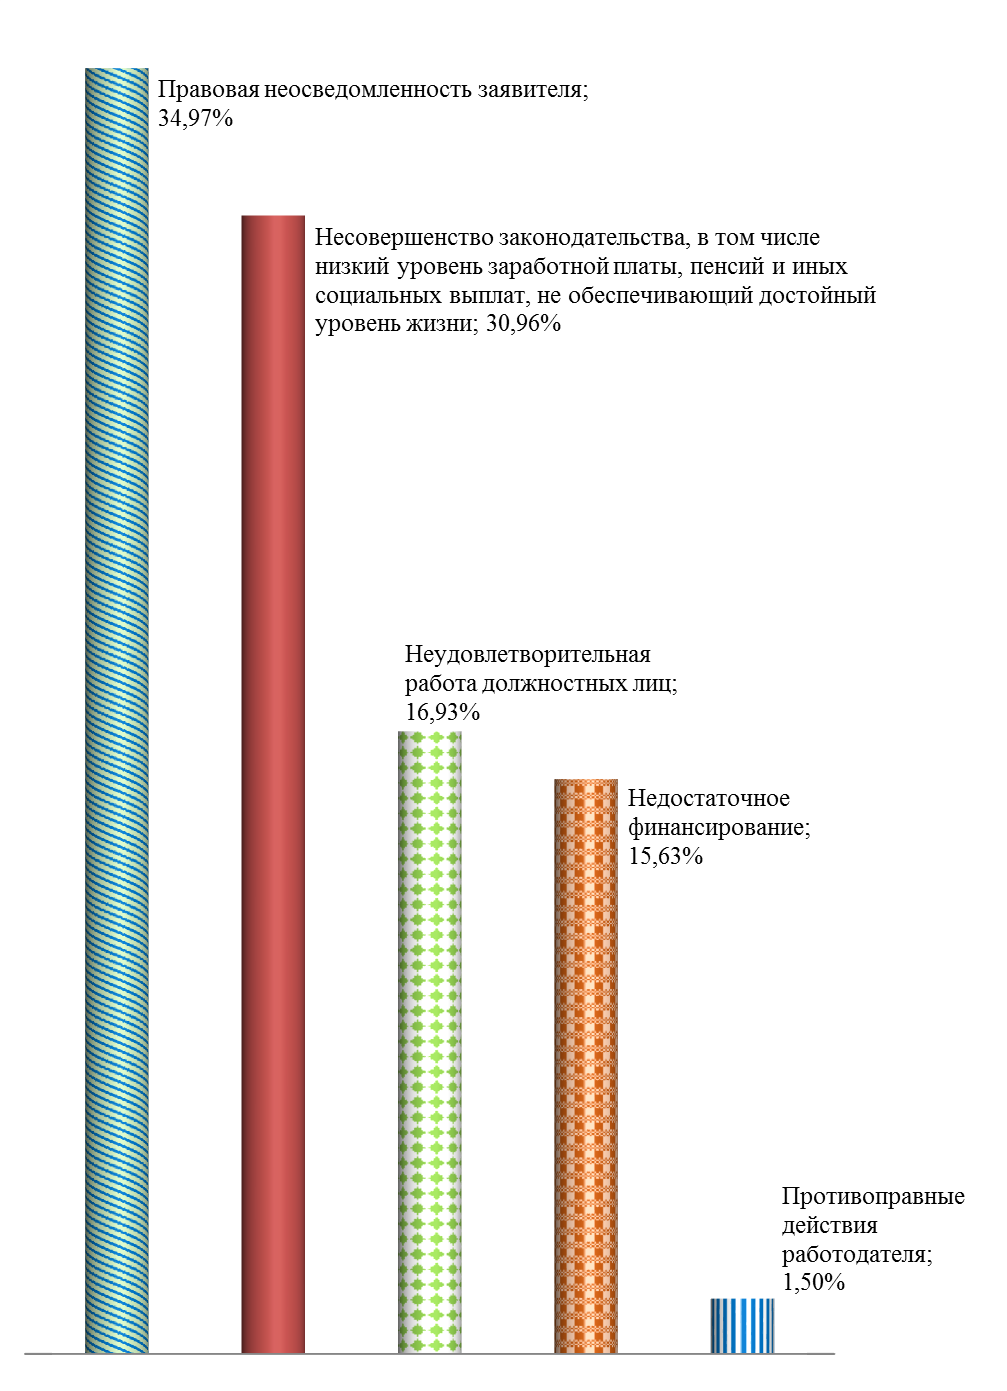 Правовая неосведомленность заявителя;
34,97%
Несовершенство законодательства, в том числе
низкий уровень заработной платы, пенсий и иных
социальных выплат, не обеспечивающий достойный
уровень жизни; 30,96%
Неудовлетворительная
работа должностных лиц;
16,93%
Недостаточное
финансирование;
15,63%
Противоправные
действия
работодателя;
1,50%